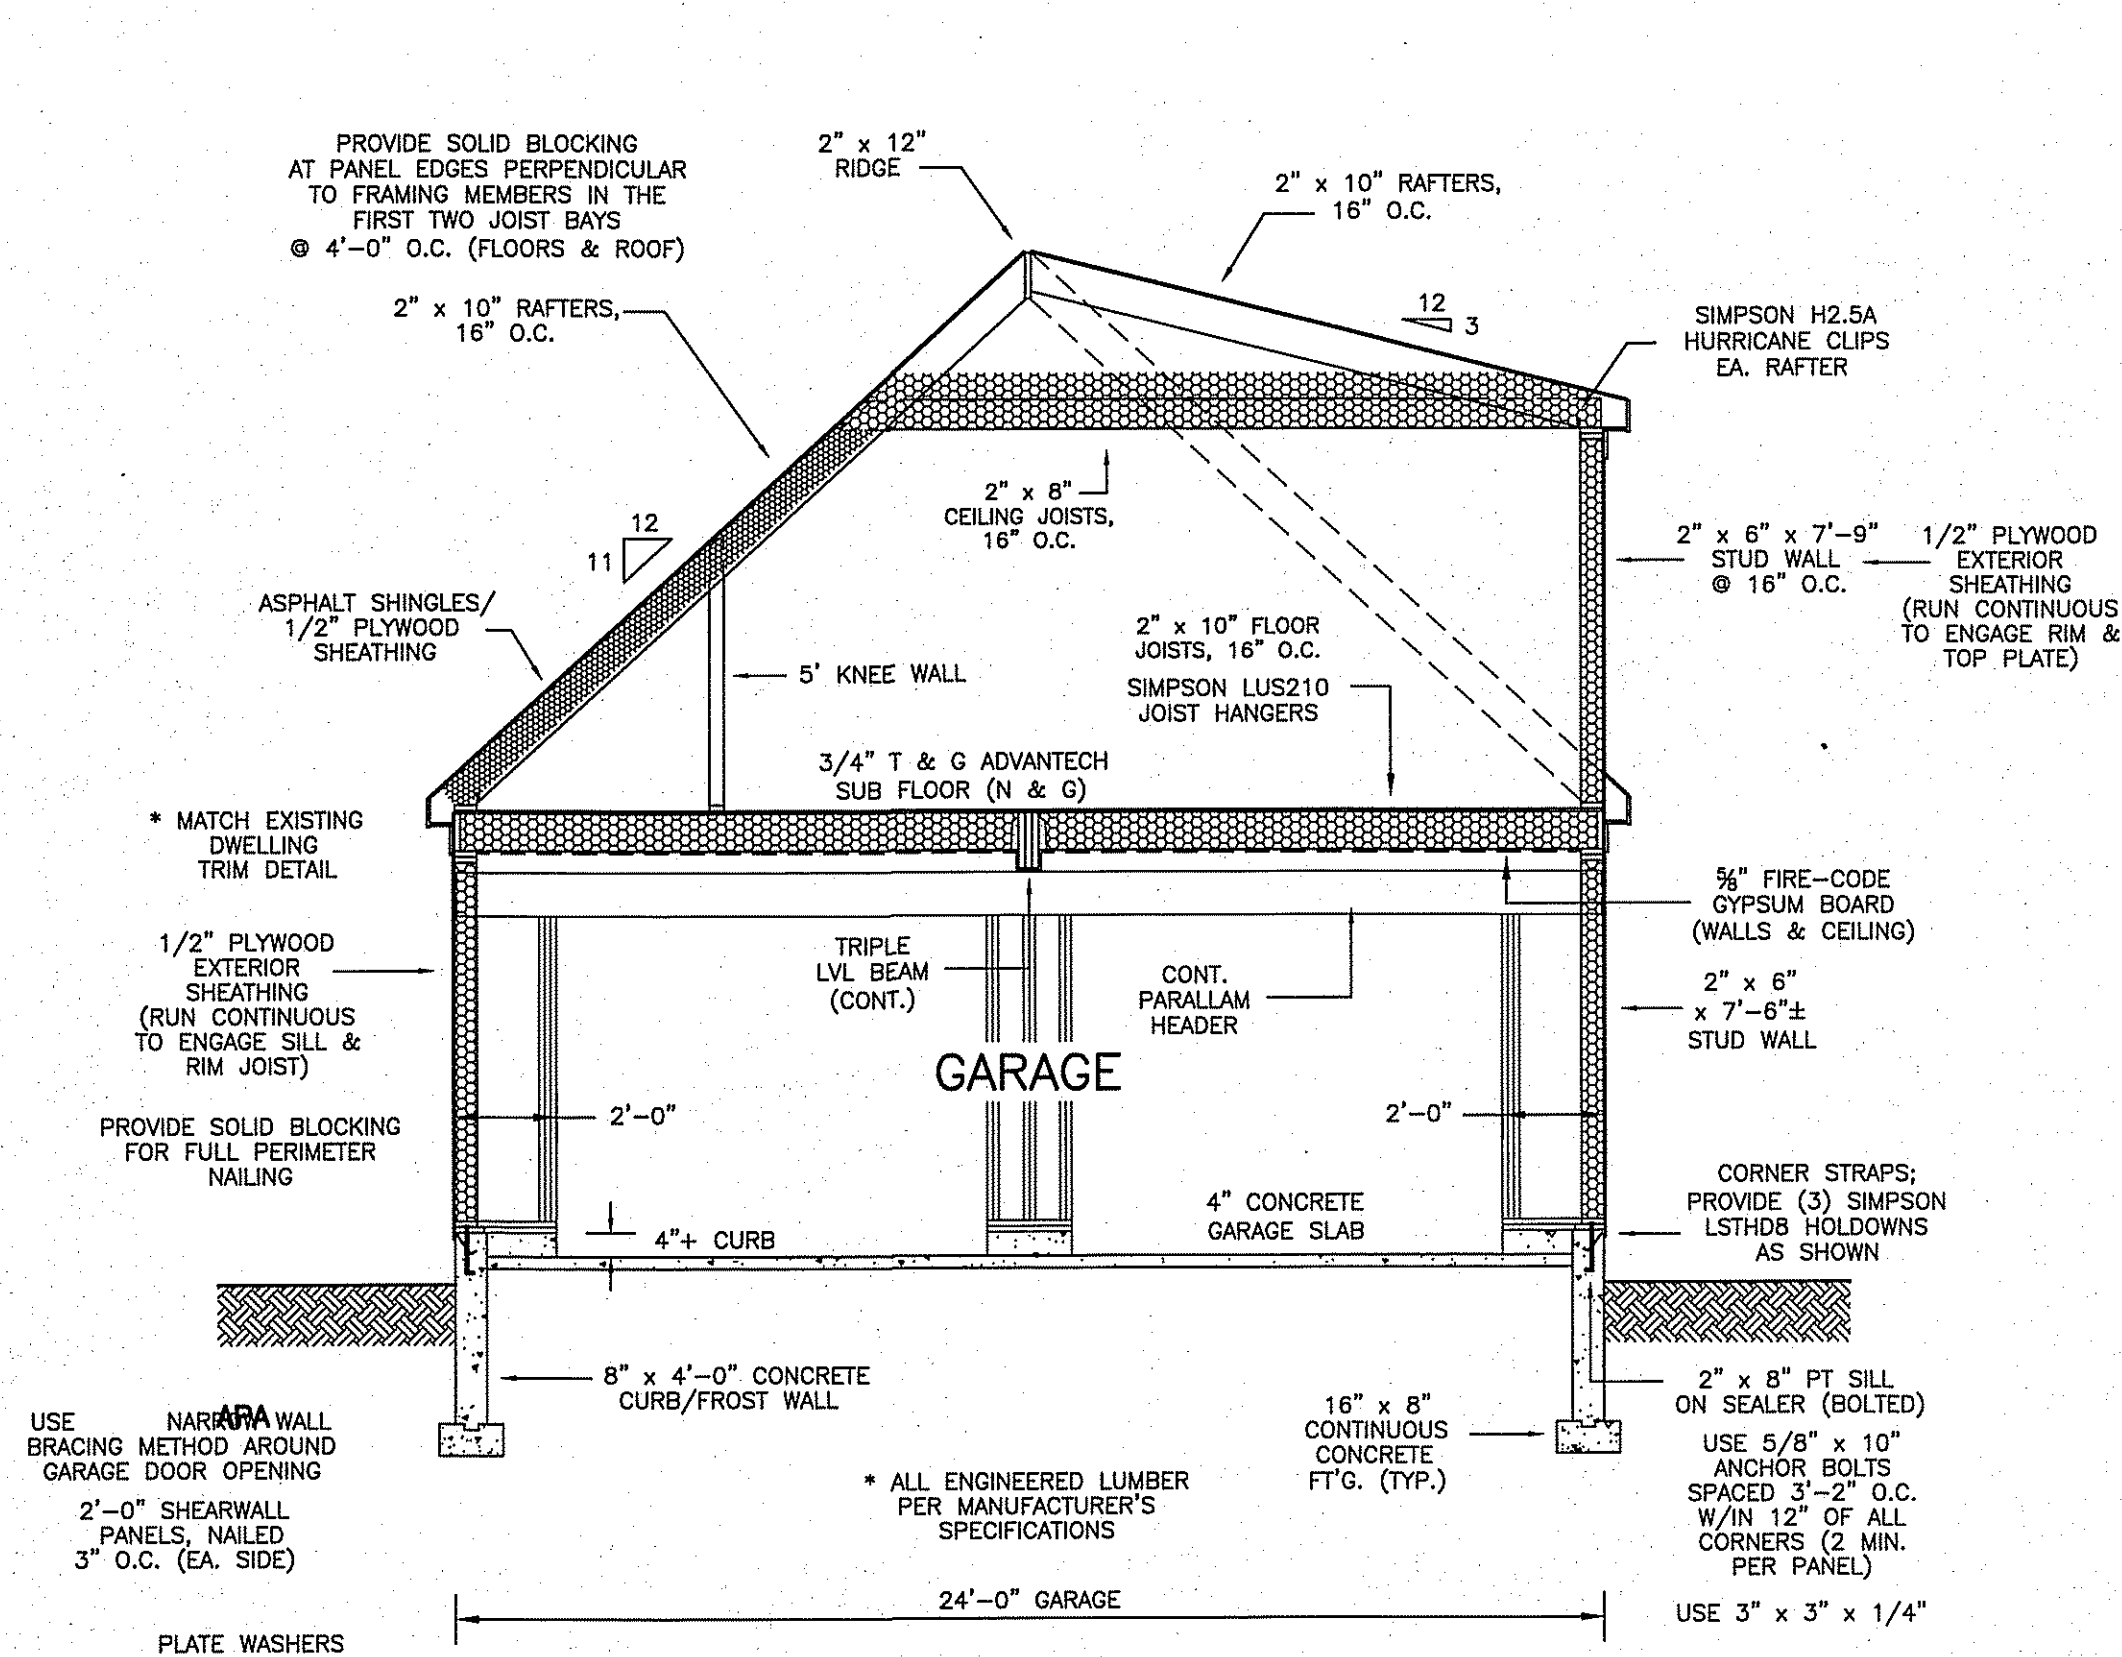 PROVIDE SOLID BLOCKING
AT PANEL EDGES PERPENDICULAR
TO FRAMING MEMBERS IN THE
FIRST TWO JOIST BAYS
@ 4'-0" O.C. (FLOORS & ROOF)
2" x 12"
RIDGE
2" x 10" RAFTERS,
16" O.C.
2" x 10" RAFTERS,
16" O.C.
12
3
SIMPSON H2.5A
HURRICANE CLIPS
EA. RAFTER
2" x 8"
CEILING JOISTS,
16" O.C.
12
11
2" x 6" x 7'-9"
STUD WALL
@ 16" O.C.
1/2" PLYWOOD
EXTERIOR
SHEATHING
(RUN CONTINUOUS
TO ENGAGE RIM &
TOP PLATE)
ASPHALT SHINGLES/
1/2" PLYWOOD
SHEATHING
5' KNEE WALL
2" x 10" FLOOR
JOISTS, 16" O.C.
SIMPSON LUS210
JOIST HANGERS
3/4" T & G ADVANTECH
SUB FLOOR (N & G)
* MATCH EXISTING
DWELLING
TRIM DETAIL
5/8" FIRE-CODE
GYPSUM BOARD
(WALLS & CEILING)
1/2" PLYWOOD
EXTERIOR
SHEATHING
(RUN CONTINUOUS
TO ENGAGE SILL &
RIM JOIST)
TRIPLE
LVL BEAM
(CONT.)
CONT.
PARALLAM
HEADER
2" x 6"
x 7'-6"±
STUD WALL
GARAGE
2'-0"
2'-0"
PROVIDE SOLID BLOCKING
FOR FULL PERIMETER
NAILING
4"+ CURB
4" CONCRETE
GARAGE SLAB
CORNER STRAPS;
PROVIDE (3) SIMPSON
LSTHD8 HOLDOWNS
AS SHOWN
8" x 4'-0" CONCRETE
CURB/FROST WALL
16" x 8"
CONTINUOUS
CONCRETE
FT'G. (TYP.)
2" x 8" PT SILL
ON SEALER (BOLTED)
USE 5/8" x 10"
ANCHOR BOLTS
SPACED 3'-2" O.C.
W/IN 12" OF ALL
CORNERS (2 MIN.
PER PANEL)
USE 3" x 3" x 1/4"
APA
USE NARROW WALL
BRACING METHOD AROUND
GARAGE DOOR OPENING
2'-0" SHEARWALL
PANELS, NAILED
3" O.C. (EA. SIDE)
* ALL ENGINEERED LUMBER
PER MANUFACTURER'S
SPECIFICATIONS
24'-0" GARAGE
PLATE WASHERS